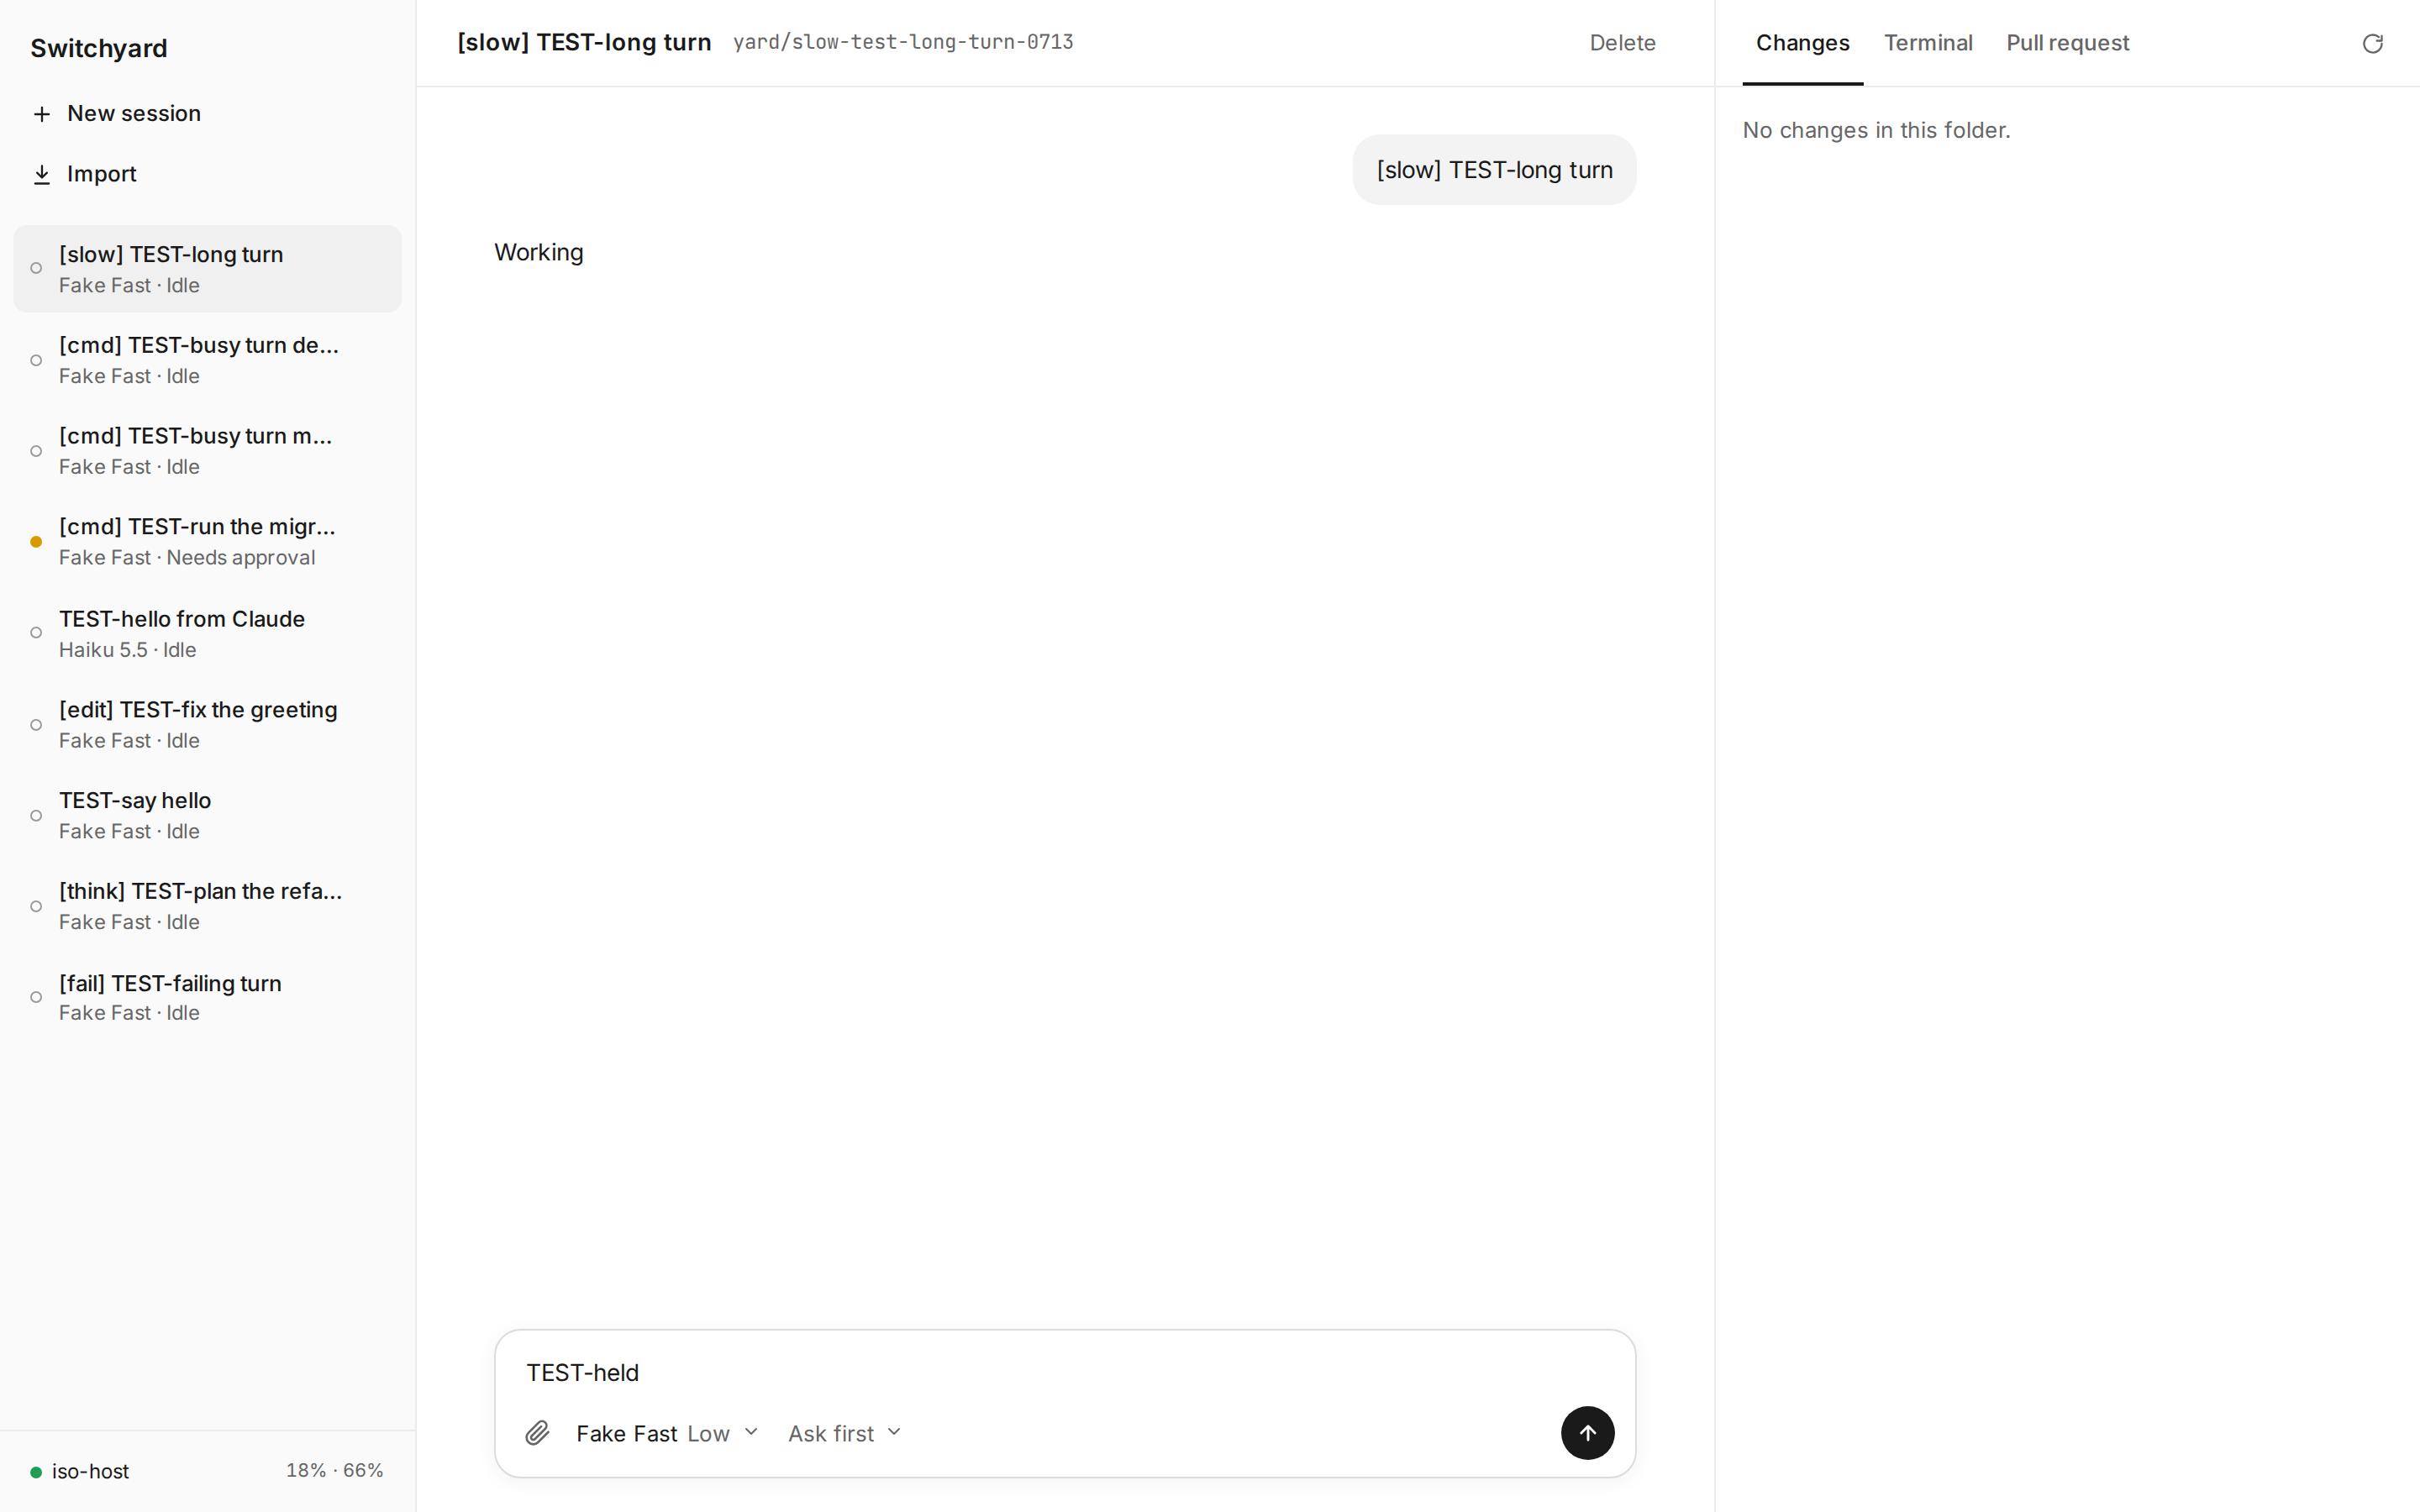 Switchyard
New session
Import
[slow] TEST-long turn
Fake Fast · Idle
[cmd] TEST-busy turn de...
Fake Fast · Idle
[cmd] TEST-busy turn m...
Fake Fast · Idle
[cmd] TEST-run the migr...
Fake Fast · Needs approval
TEST-hello from Claude
Haiku 5.5 · Idle
[edit] TEST-fix the greeting
Fake Fast · Idle
TEST-say hello
Fake Fast · Idle
[think] TEST-plan the refa...
Fake Fast · Idle
[fail] TEST-failing turn
Fake Fast · Idle
iso-host 18% · 66%
[slow] TEST-long turn yard/slow-test-long-turn-0713 Delete
[slow] TEST-long turn
Working
TEST-held
Fake Fast Low Ask first
Changes Terminal Pull request
No changes in this folder.